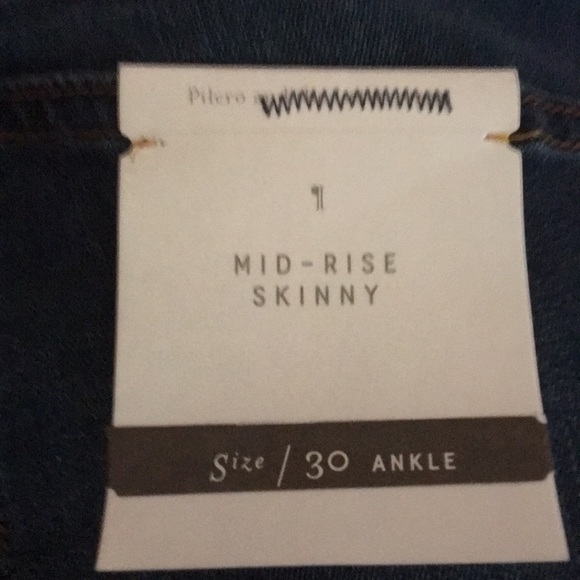 Pilcro
¶
MID-RISE
SKINNY
Size / 30 ANKLE